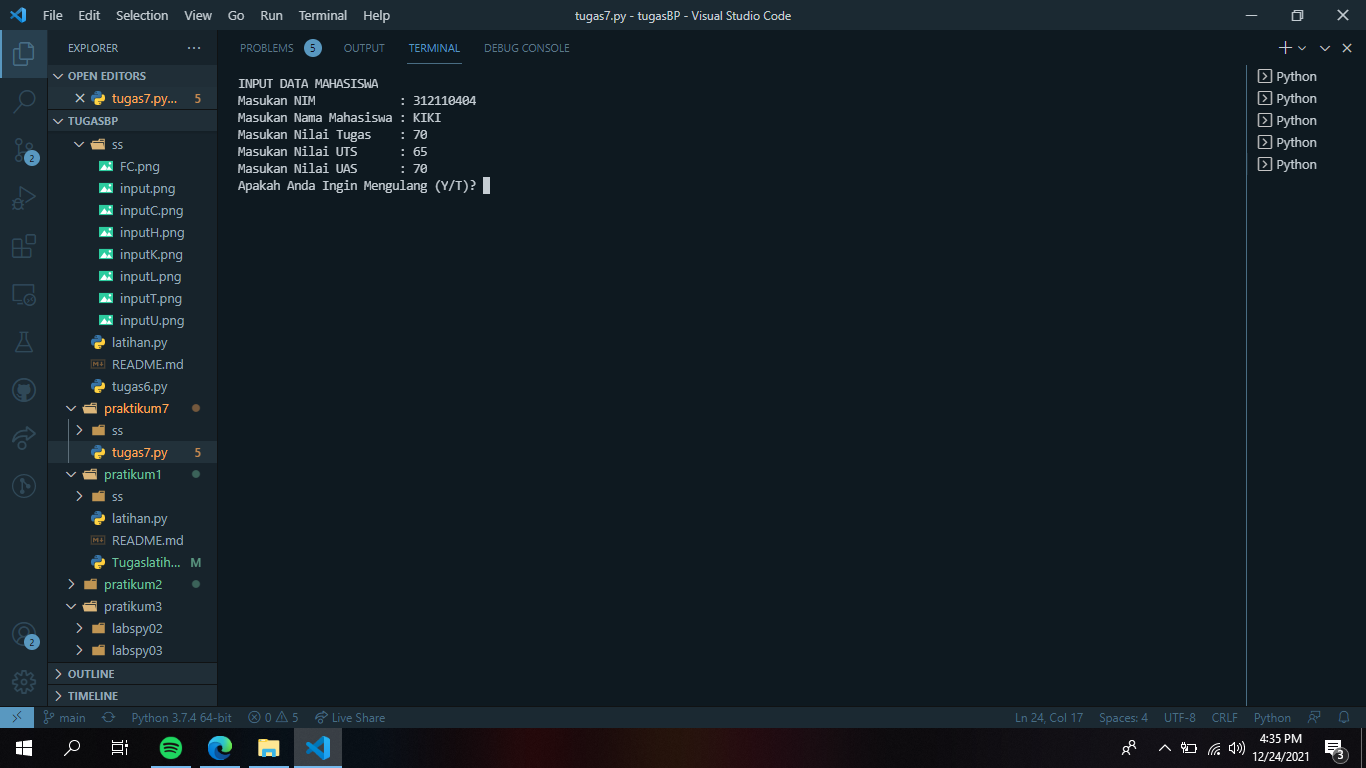 File Edit Selection View Go Run Terminal Help
tugas7.py - tugasBP - Visual Studio Code
EXPLORER
OPEN EDITORS
tugas7.py... 5
TUGASBP
ss
FC.png
input.png
inputC.png
inputH.png
inputK.png
inputL.png
inputT.png
inputU.png
latihan.py
README.md
tugas6.py
praktikum7
ss
tugas7.py 5
pratikum1
ss
latihan.py
README.md
Tugaslatih... M
pratikum2
pratikum3
labspy02
labspy03
OUTLINE
TIMELINE
2
2
PROBLEMS 5 OUTPUT TERMINAL DEBUG CONSOLE
INPUT DATA MAHASISWA
Masukan NIM : 312110404
Masukan Nama Mahasiswa : KIKI
Masukan Nilai Tugas : 70
Masukan Nilai UTS : 65
Masukan Nilai UAS : 70
Apakah Anda Ingin Mengulang (Y/T)?
Python
Python
Python
Python
Python
main Python 3.7.4 64-bit 0 5 Live Share Ln 24, Col 17 Spaces: 4 UTF-8 CRLF Python
4:35 PM
12/24/2021
3